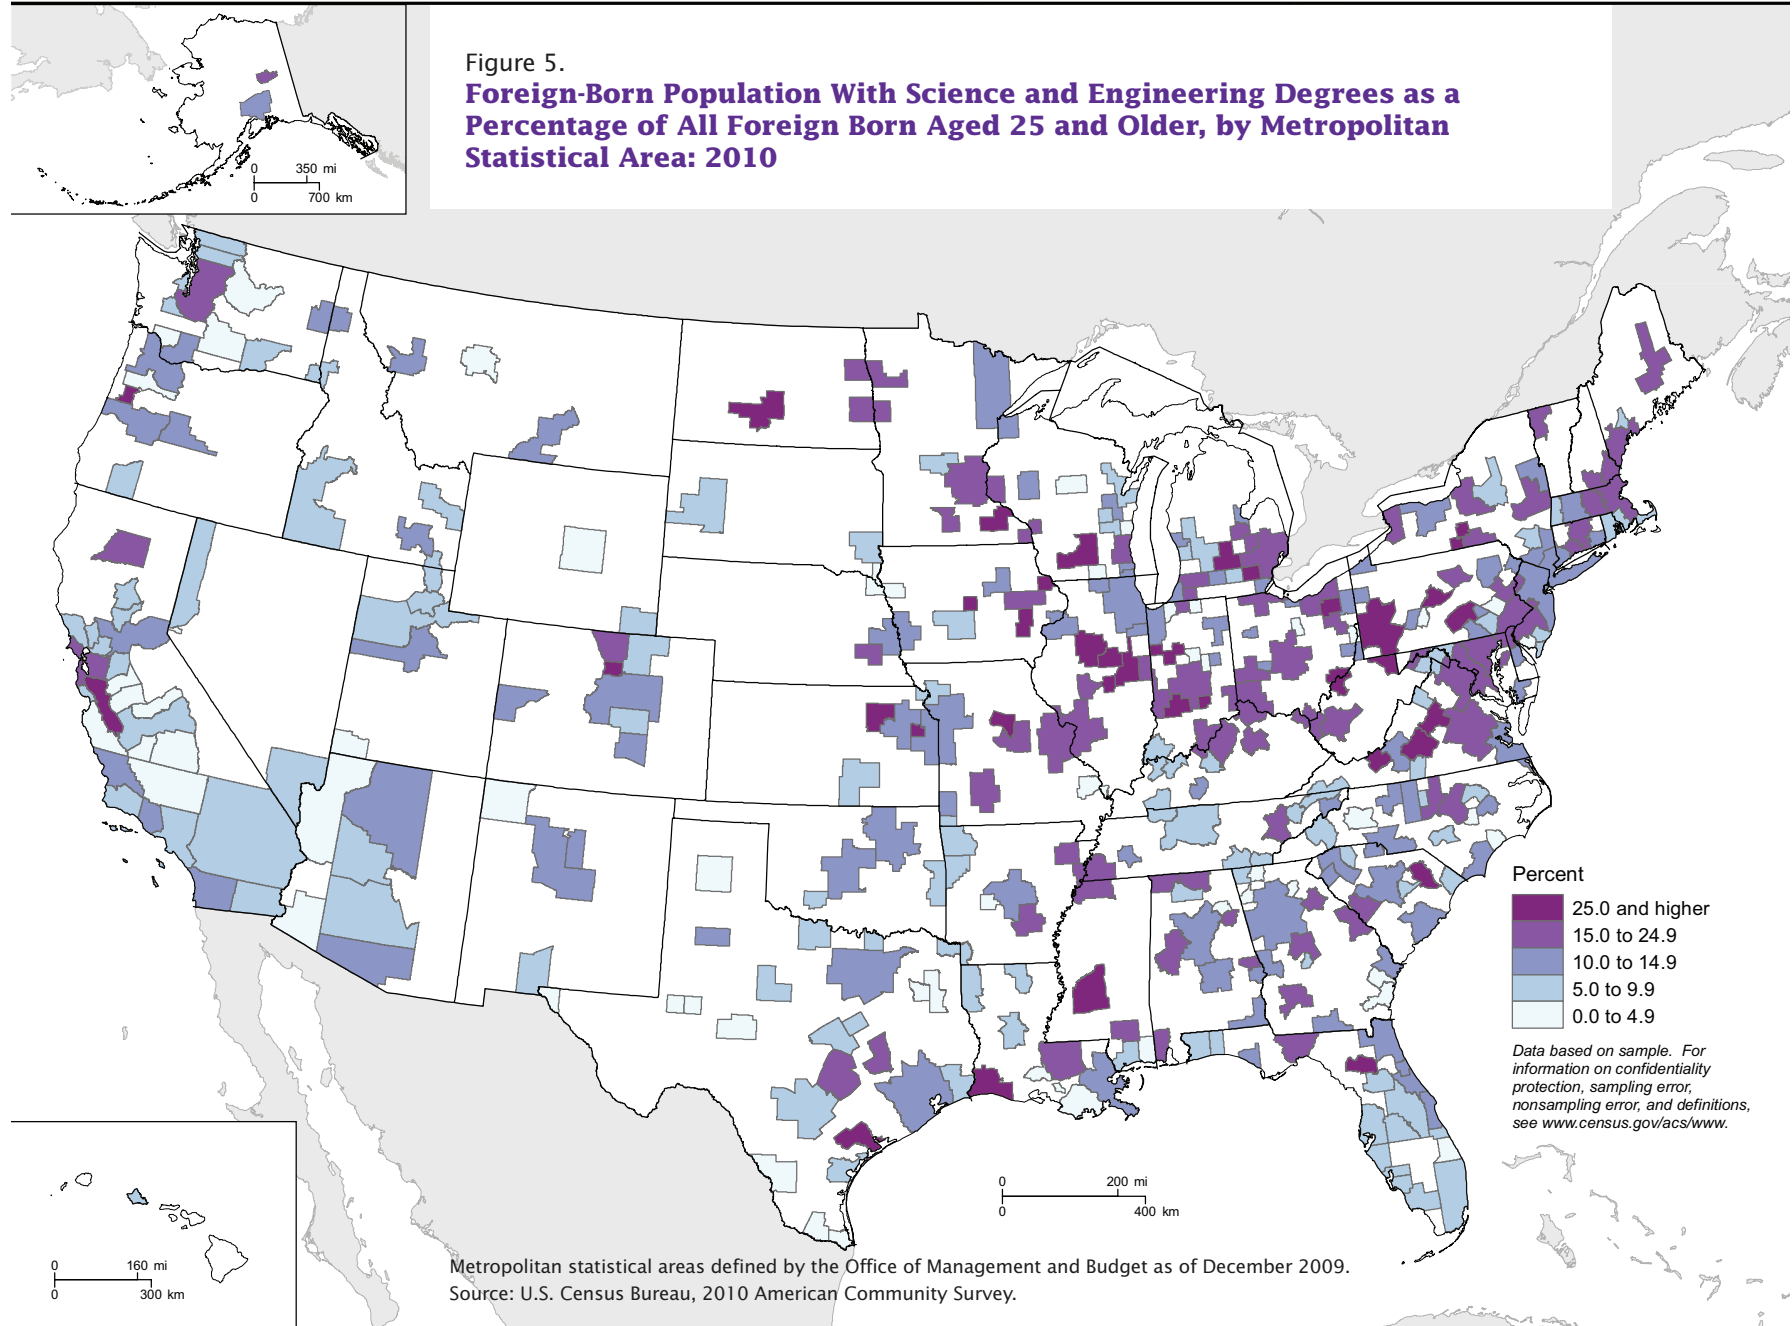 Figure 5.
Foreign-Born Population With Science and Engineering Degrees as a
Percentage of All Foreign Born Aged 25 and Older, by Metropolitan
Statistical Area: 2010
0 350 mi
0 700 km
Percent
25.0 and higher
15.0 to 24.9
10.0 to 14.9
5.0 to 9.9
0.0 to 4.9
Data based on sample. For
information on confidentiality
protection, sampling error,
nonsampling error, and definitions,
see www.census.gov/acs/www.
0 200 mi
0 400 km
0 160 mi
0 300 km
Metropolitan statistical areas defined by the Office of Management and Budget as of December 2009.
Source: U.S. Census Bureau, 2010 American Community Survey.